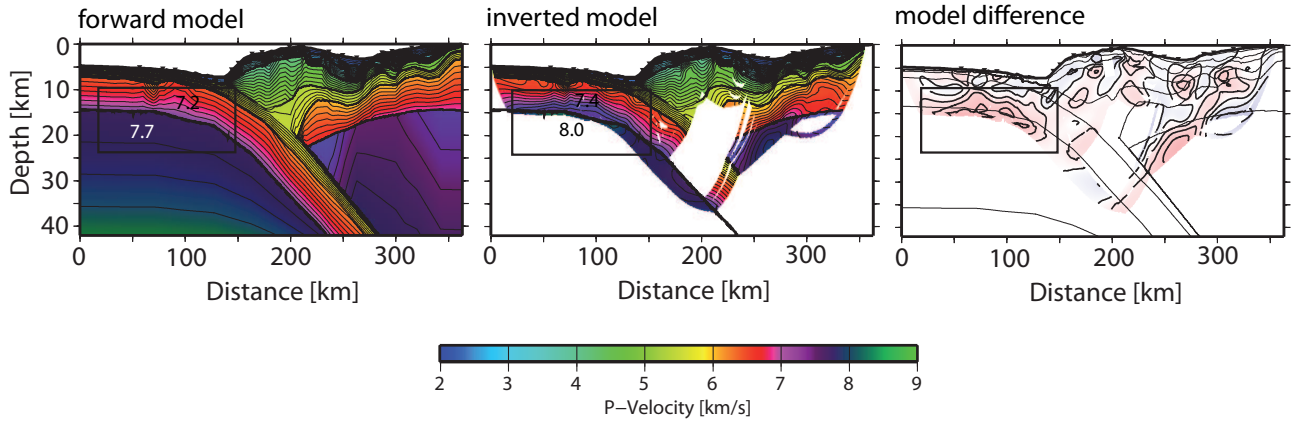 forward model
inverted model
model difference
0
10
20
30
40
Depth [km]
7.2
7.7
7.4
8.0
0 100 200 300
0 100 200 300
0 100 200 300
Distance [km]
Distance [km]
Distance [km]
2 3 4 5 6 7 8 9
P−Velocity [km/s]